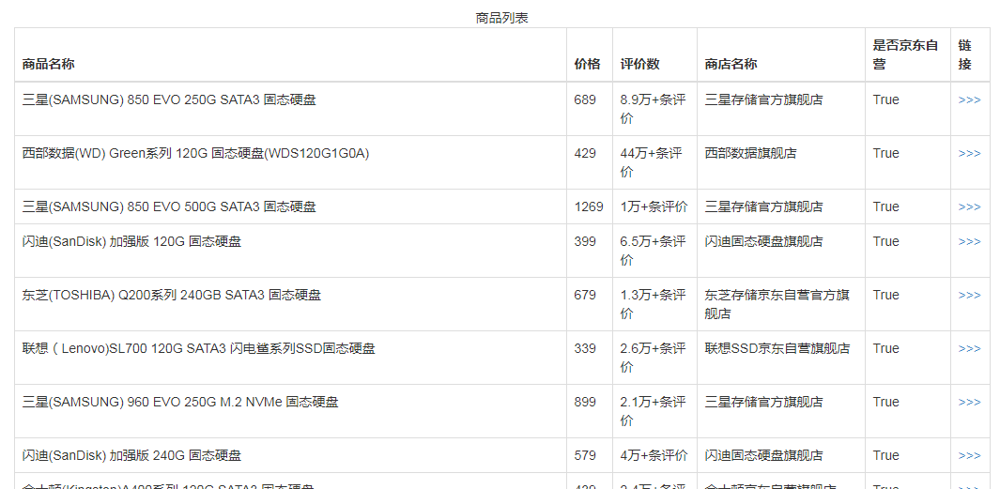 商品列表
商品名称 价格 评价数 商店名称 是否京东自营 链接
三星(SAMSUNG) 850 EVO 250G SATA3 固态硬盘 689 8.9万+条评价 三星存储官方旗舰店 True >>>
西部数据(WD) Green系列 120G 固态硬盘(WDS120G1G0A) 429 44万+条评价 西部数据旗舰店 True >>>
三星(SAMSUNG) 850 EVO 500G SATA3 固态硬盘 1269 1万+条评价 三星存储官方旗舰店 True >>>
闪迪(SanDisk) 加强版 120G 固态硬盘 399 6.5万+条评价 闪迪固态硬盘旗舰店 True >>>
东芝(TOSHIBA) Q200系列 240GB SATA3 固态硬盘 679 1.3万+条评价 东芝存储京东自营官方旗舰店 True >>>
联想（Lenovo)SL700 120G SATA3 闪电鲨系列SSD固态硬盘 339 2.6万+条评价 联想SSD京东自营旗舰店 True >>>
三星(SAMSUNG) 960 EVO 250G M.2 NVMe 固态硬盘 899 2.1万+条评价 三星存储官方旗舰店 True >>>
闪迪(SanDisk) 加强版 240G 固态硬盘 579 4万+条评价 闪迪固态硬盘旗舰店 True >>>